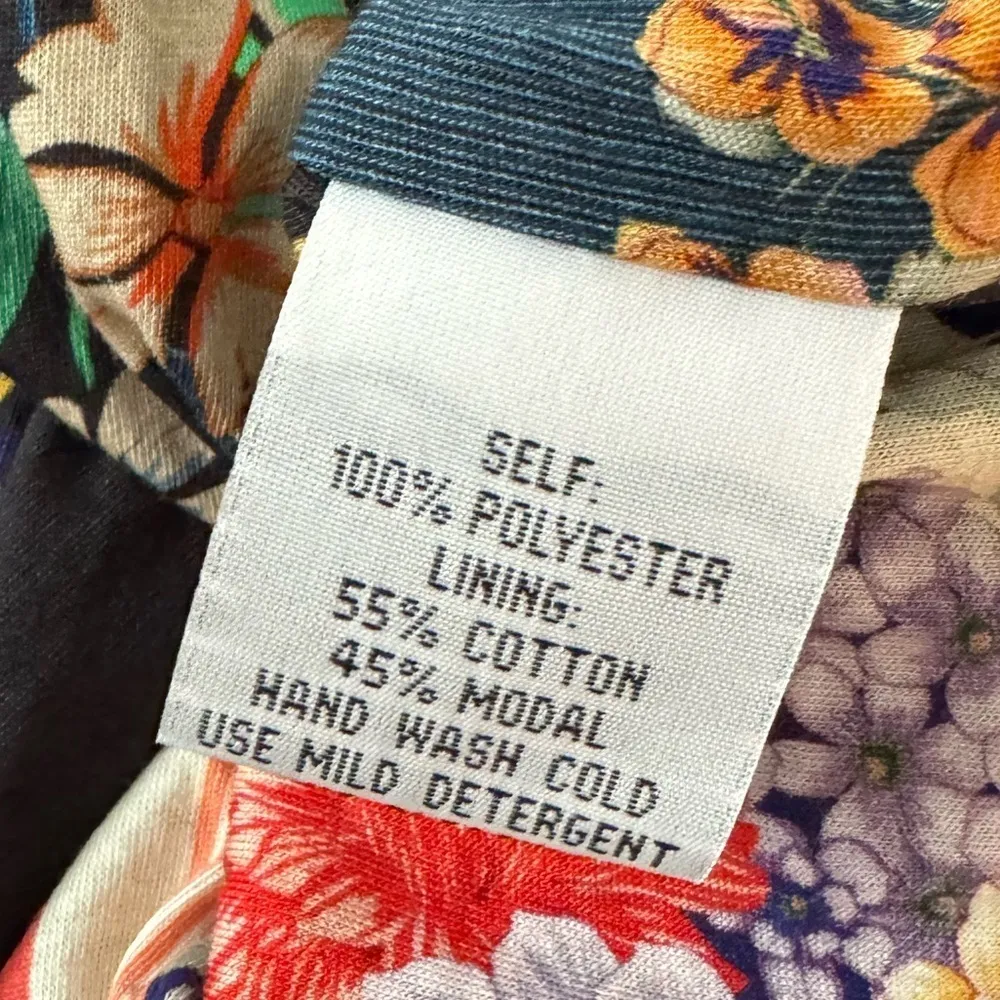 SELF:
100% POLYESTER
LINING:
55% COTTON
45% MODAL
HAND WASH COLD
USE MILD DETERGENT